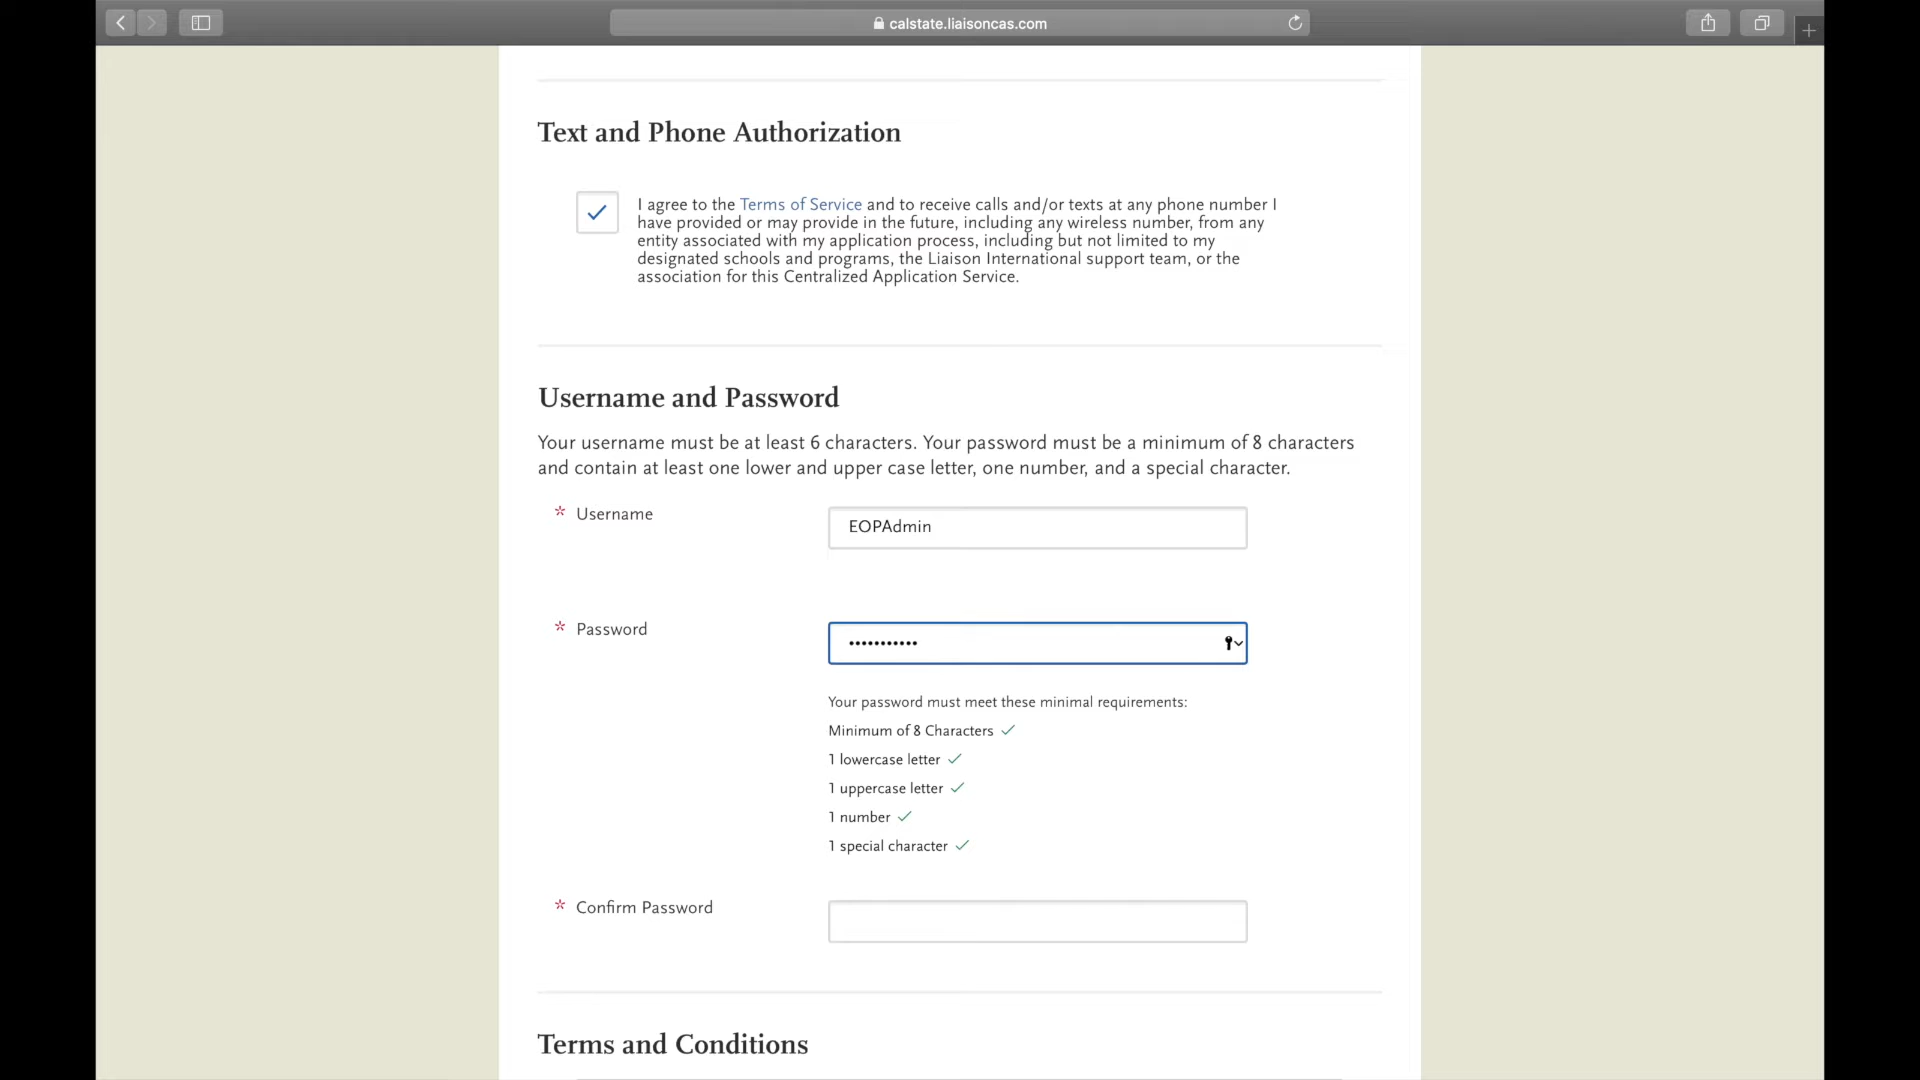 calstate.liaisoncas.com
Text and Phone Authorization
I agree to the Terms of Service and to receive calls and/or texts at any phone number I
have provided or may provide in the future, including any wireless number, from any
entity associated with my application process, including but not limited to my
designated schools and programs, the Liaison International support team, or the
association for this Centralized Application Service.
Username and Password
Your username must be at least 6 characters. Your password must be a minimum of 8 characters
and contain at least one lower and upper case letter, one number, and a special character.
* Username
EOPAdmin
* Password
•••••••••••
Your password must meet these minimal requirements:
Minimum of 8 Characters ✓
1 lowercase letter ✓
1 uppercase letter ✓
1 number ✓
1 special character ✓
* Confirm Password
Terms and Conditions